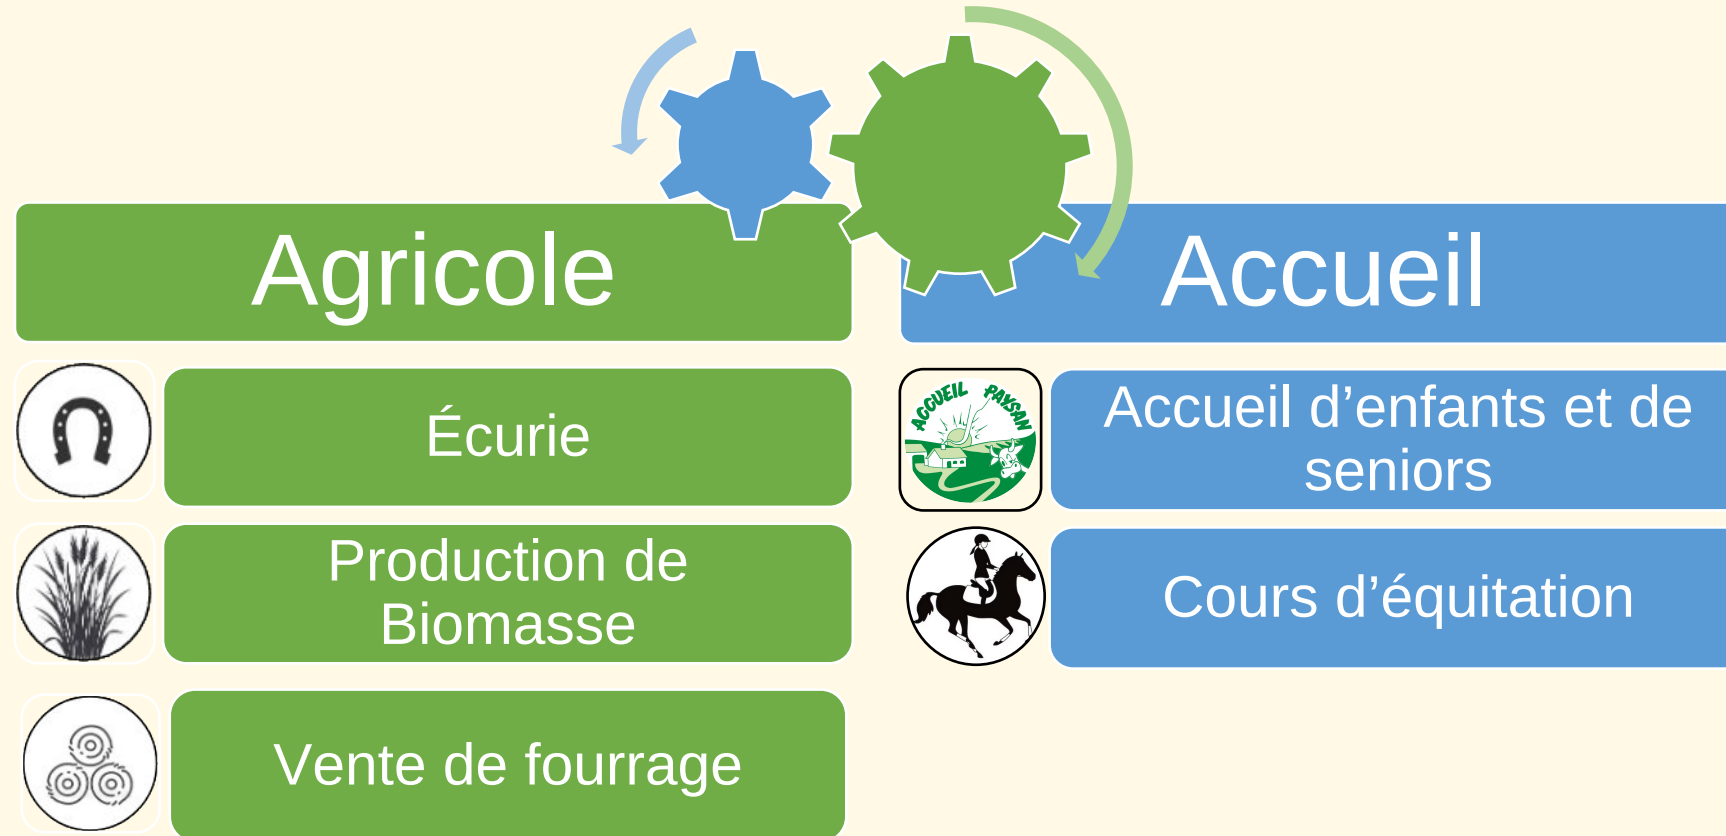 Agricole
Accueil
Écurie
Production de
Biomasse
Vente de fourrage
ACCUEIL PAYSAN
Accueil d’enfants et de
seniors
Cours d’équitation